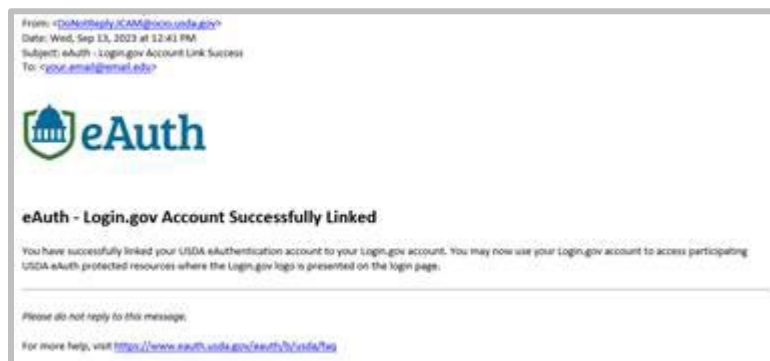 From: <DoNotReply.ICAM@ocio.usda.gov>
Date: Wed, Sep 13, 2023 at 12:41 PM
Subject: eAuth - Login.gov Account Link Success
To: <your.email@email.edu>
eAuth
eAuth - Login.gov Account Successfully Linked
You have successfully linked your USDA eAuthentication account to your Login.gov account. You may now use your Login.gov account to access participating
USDA eAuth protected resources where the Login.gov logo is presented on the login page.
Please do not reply to this message.
For more help, visit https://www.eauth.usda.gov/eauth/b/usda/faq